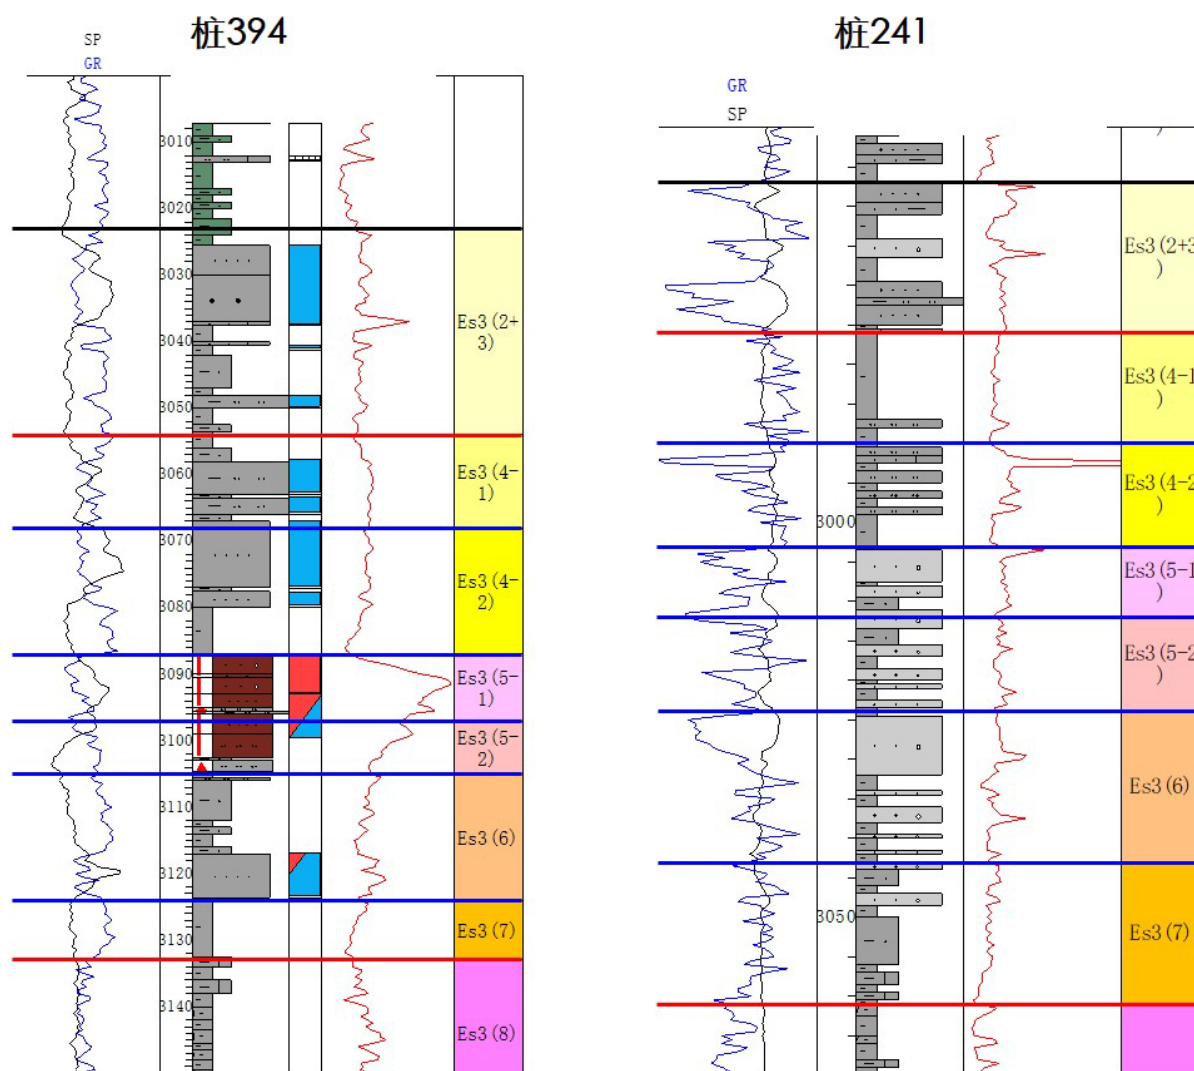 桩394
SP
GR
3010
3020
3030
3040
3050
3060
3070
3080
3090
3100
3110
3120
3130
3140
Es3(2+
3)
Es3(4-
1)
Es3(4-
2)
Es3(5-
1)
Es3(5-
2)
Es3(6)
Es3(7)
Es3(8)
桩241
GR
SP
3000
3050
)
Es3(2+3
)
Es3(4-1
)
Es3(4-2
)
Es3(5-1
)
Es3(5-2
)
Es3(6)
Es3(7)